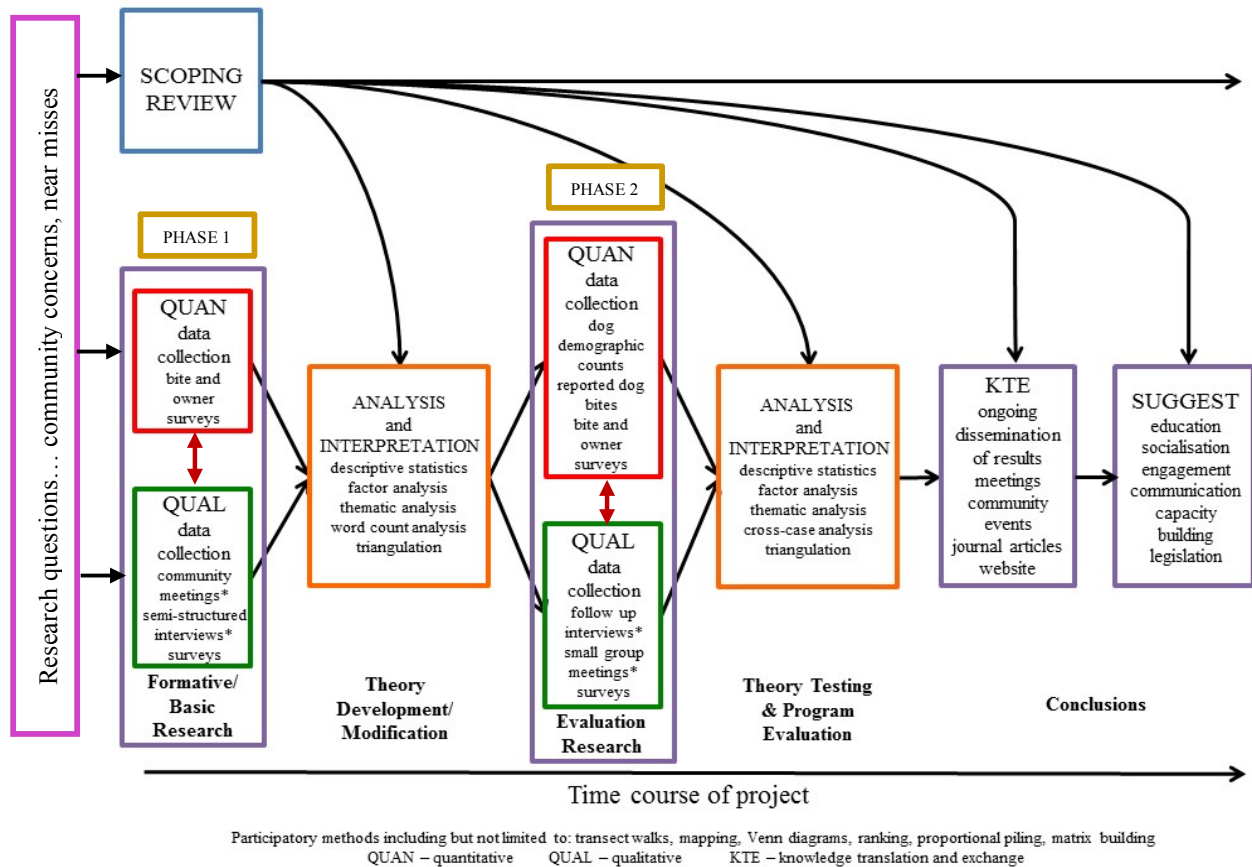 Research questions… community concerns, near misses
SCOPING
REVIEW
PHASE 1
QUAN
data
collection
bite and
owner
surveys
QUAL
data
collection
community
meetings*
semi-structured
interviews*
surveys
Formative/
Basic
Research
ANALYSIS
and
INTERPRETATION
descriptive statistics
factor analysis
thematic analysis
word count analysis
triangulation
Theory
Development/
Modification
PHASE 2
QUAN
data
collection
dog
demographic
counts
reported dog
bites
bite and
owner
surveys
QUAL
data
collection
follow up
interviews*
small group
meetings*
surveys
Evaluation
Research
ANALYSIS
and
INTERPRETATION
descriptive statistics
factor analysis
thematic analysis
cross-case analysis
triangulation
Theory Testing
& Program
Evaluation
KTE
ongoing
dissemination
of results
meetings
community
events
journal articles
website
SUGGEST
education
socialisation
engagement
communication
capacity
building
legislation
Conclusions
Time course of project
Participatory methods including but not limited to: transect walks, mapping, Venn diagrams, ranking, proportional piling, matrix building
QUAN – quantitative QUAL – qualitative KTE – knowledge translation and exchange